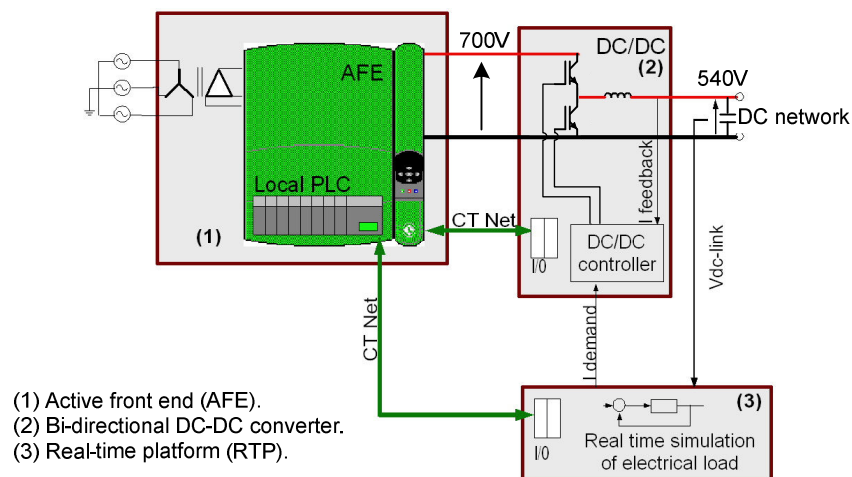 700V
DC/DC
(2)
540V
AFE
DC network
Local PLC
(1)
CT Net
I/O
DC/DC
controller
I feedback
Vdc-link
CT Net
I demand
(1) Active front end (AFE).
(2) Bi-directional DC-DC converter.
(3) Real-time platform (RTP).
I/O
(3)
Real time simulation
of electrical load